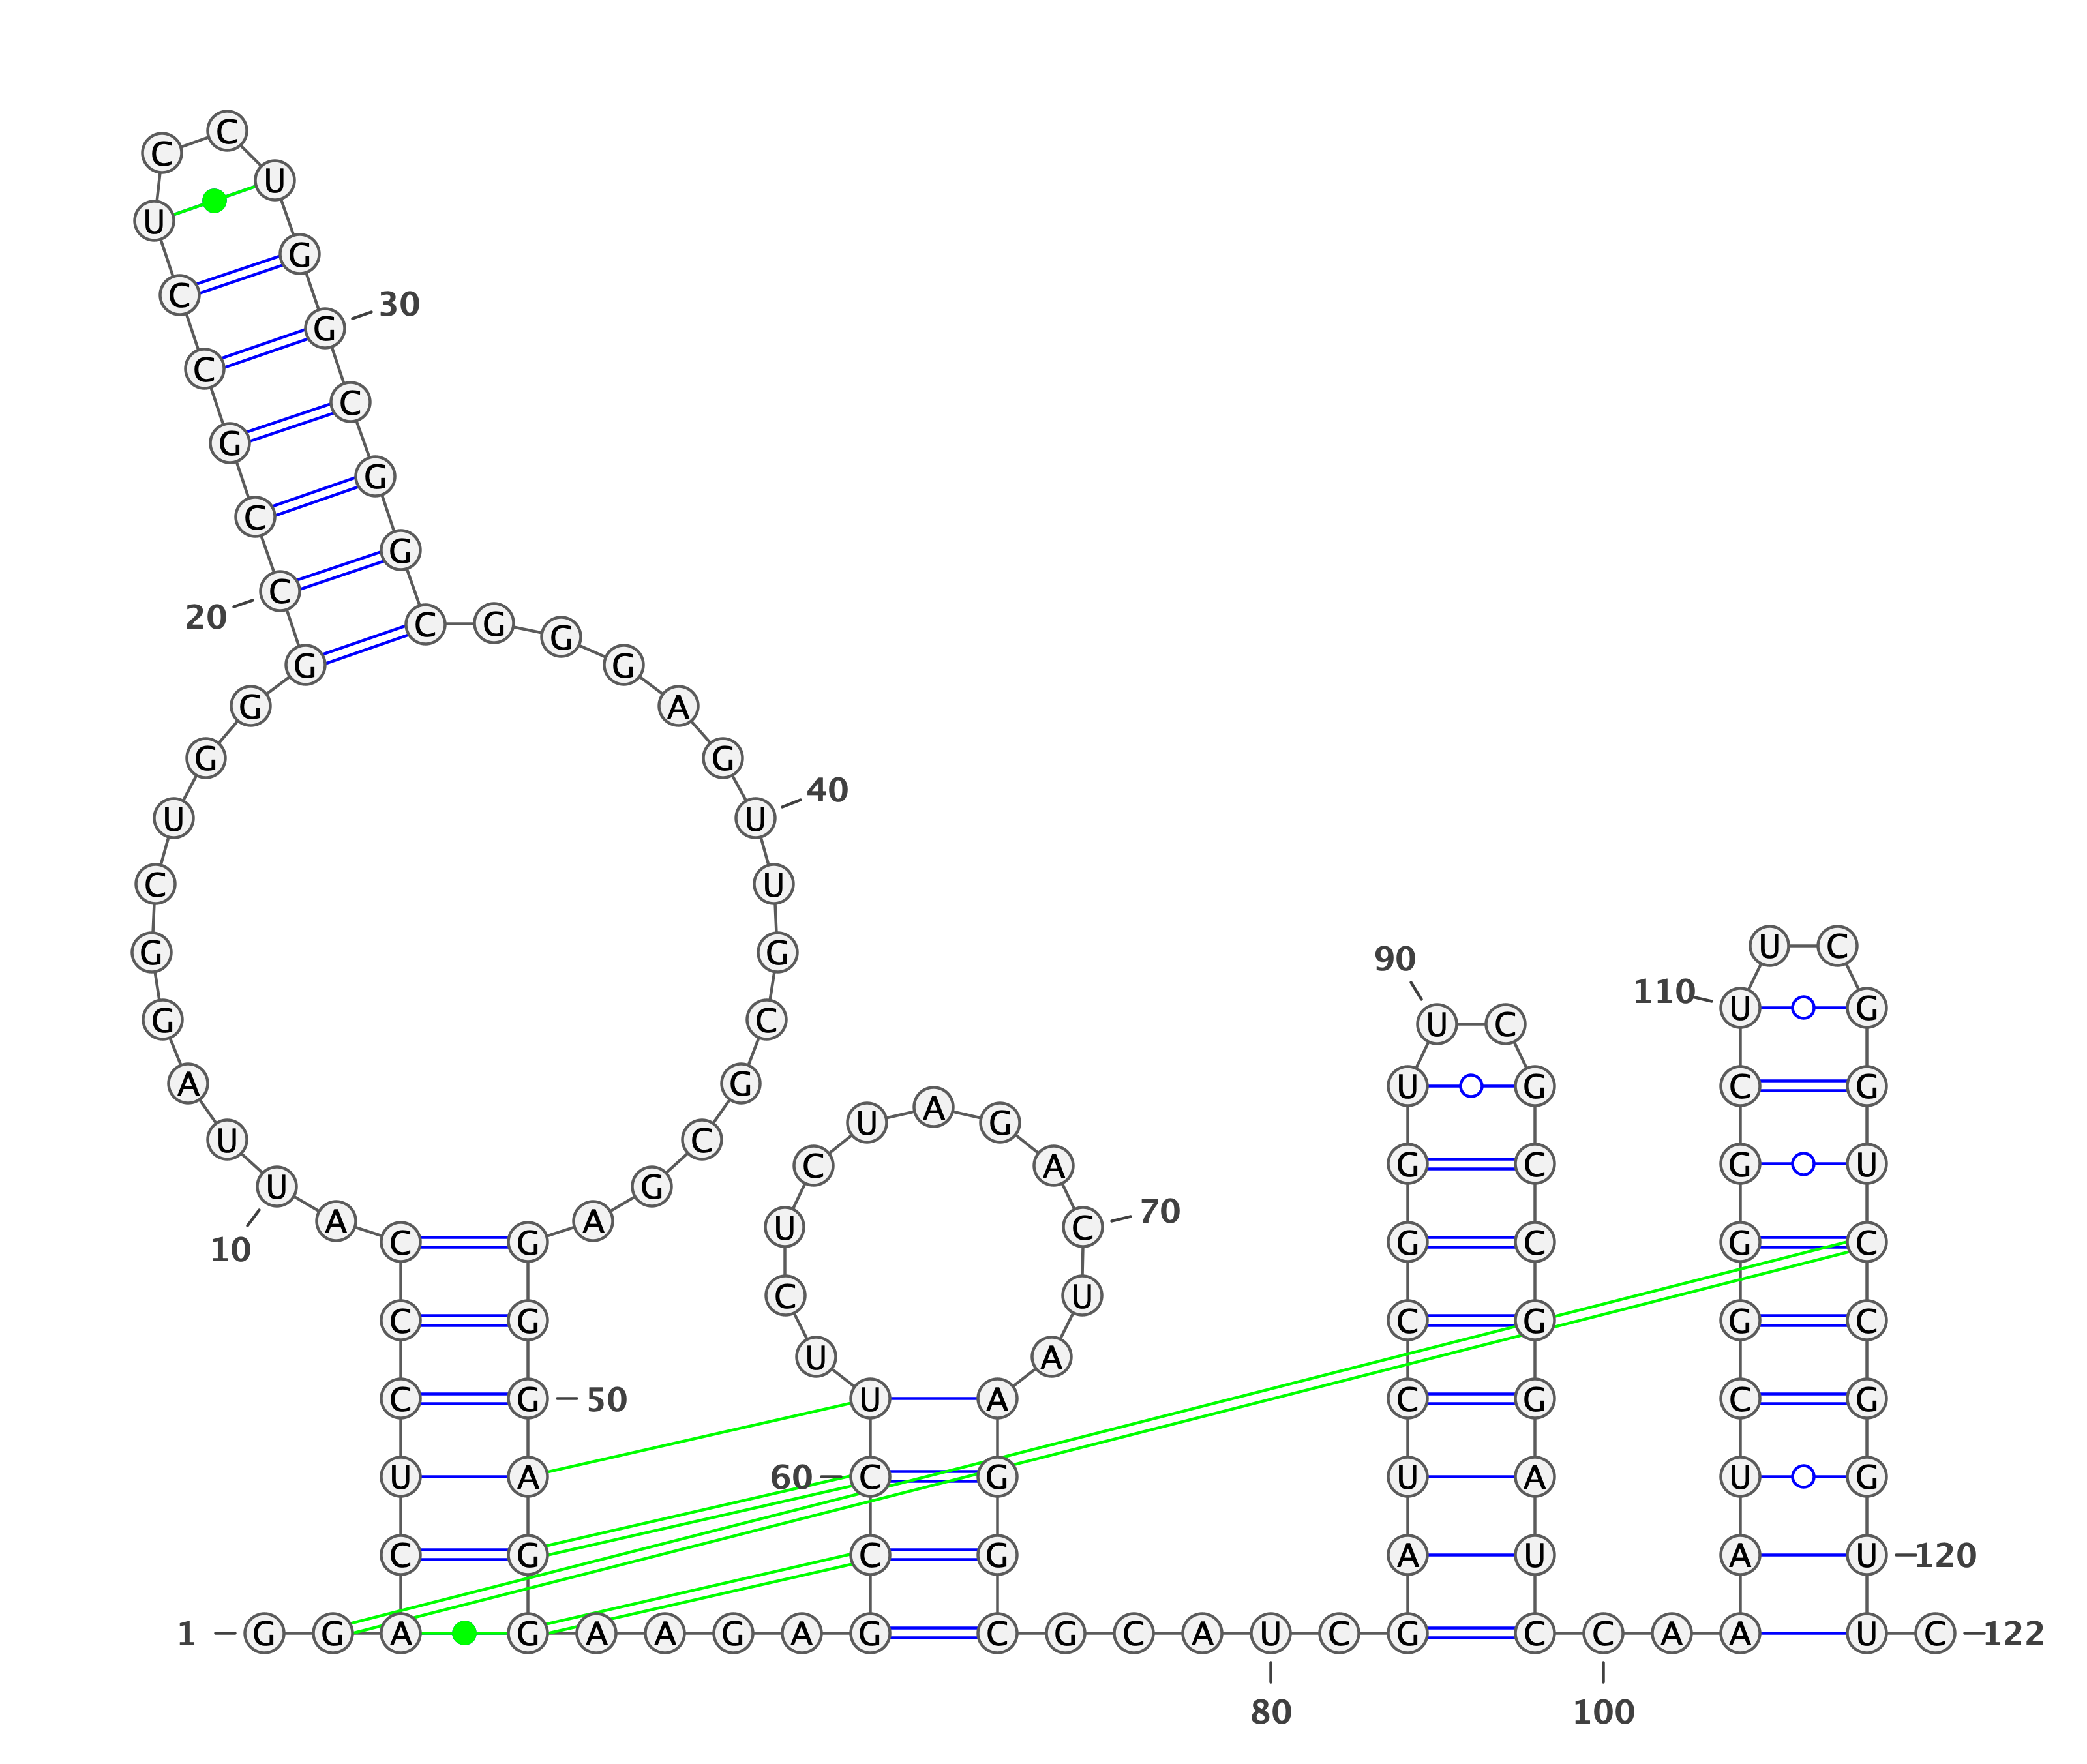 C
C
U
U
G
C
30
G
C
C
G
G
C
G
C
20
C G
G
G G
G A
G G
40
U U
C U
U C
G G
90
110 U G
G C U C
U G C G
A G
U A G
U C G C G U
C A
U A G A
10 A A
70
U C
C G G C G C
C U
C G C G G C
U A
C G 50 U A C G C G
U A 60 C G U A U G
C G C G A U A U 120
1 G G A G A A G A G C G C A U C G C C A A U C 122
80 100